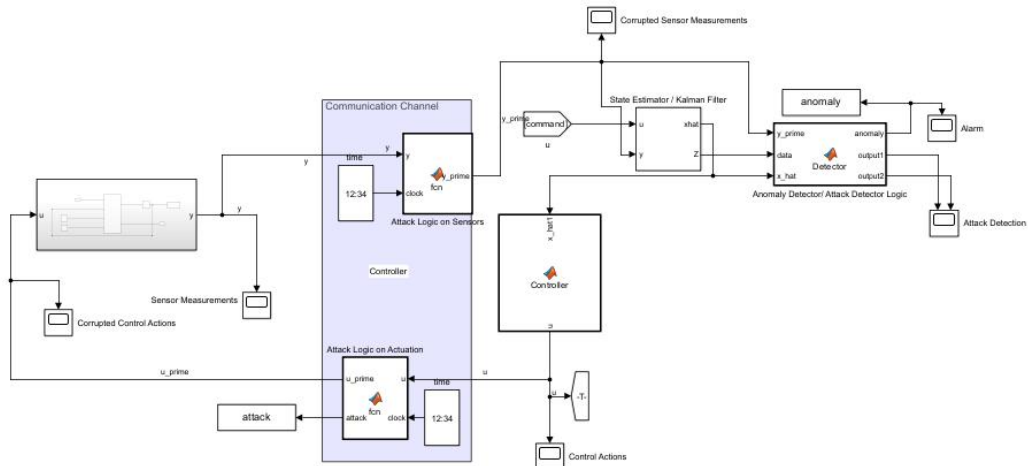 Corrupted Sensor Measurements
Communication Channel
State Estimator / Kalman Filter
anomaly
Alarm
y_prime
command
u
u
xhat
y
Z
y_prime
data
x_hat
anomaly
output1
output2
Detector
Anomaly Detector/ Attack Detector Logic
Attack Detection
y
y
time
12:34
y
clock
y_prime
fcn
Attack Logic on Sensors
u
y
y
Sensor Measurements
Corrupted Control Actions
Controller
x_hat1
Controller
u
Attack Logic on Actuation
u_prime
u_prime
u
fcn
attack
clock
time
12:34
attack
u
u
-T-
Control Actions